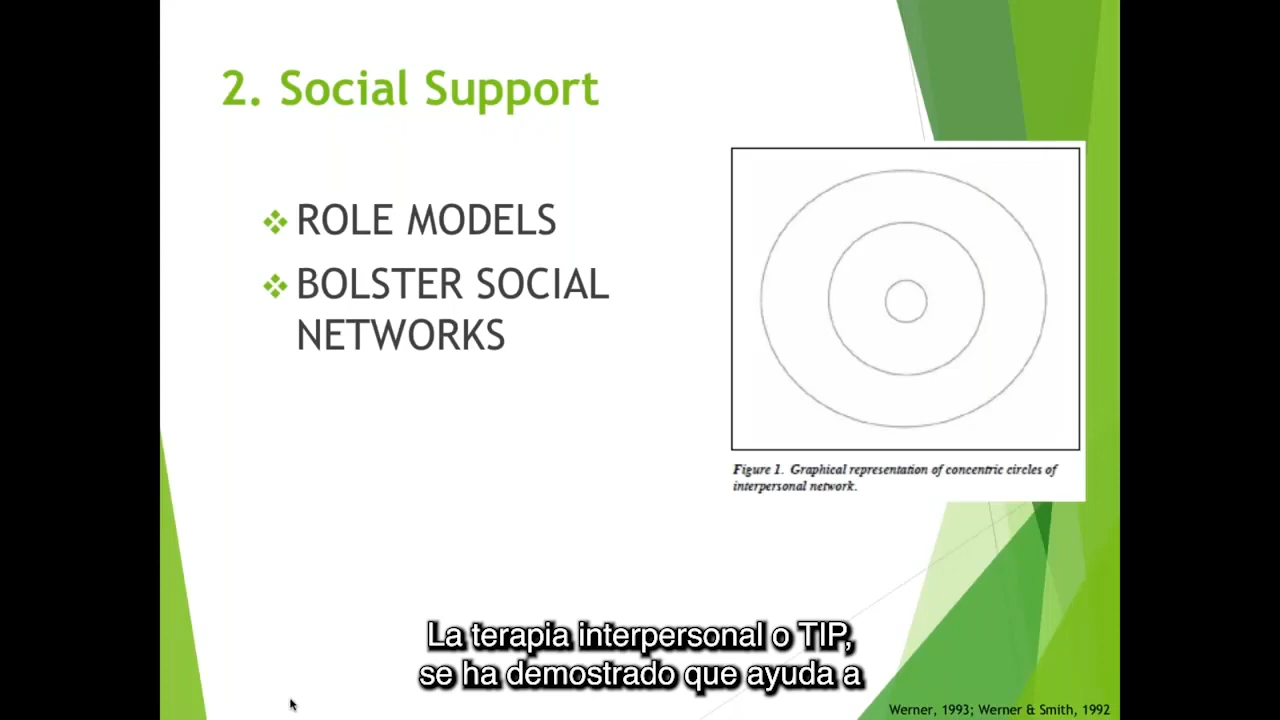 2. Social Support
ROLE MODELS
BOLSTER SOCIAL
NETWORKS
Figure 1. Graphical representation of concentric circles of
interpersonal network.
La terapia interpersonal o TIP,
se ha demostrado que ayuda a
Werner, 1993; Werner & Smith, 1992